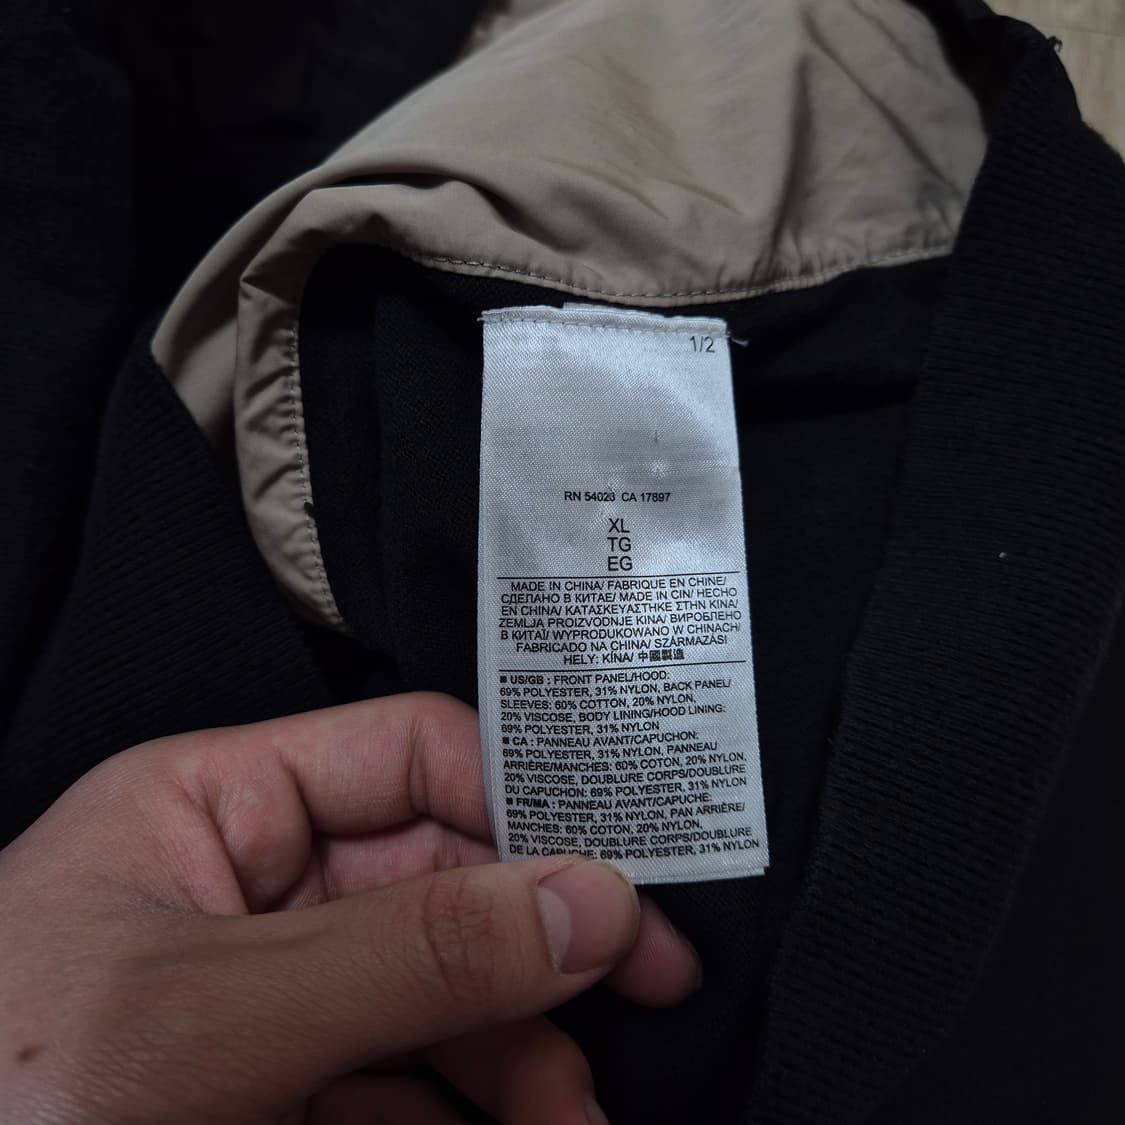 1/2
RN 54023 CA 17897
XL
TG
EG
MADE IN CHINA/ FABRIQUE EN CHINE/
СДЕЛАНО В КИТАЕ/ MADE IN CIN/ HECHO
EN CHINA/ ΚΑΤΑΣΚΕΥΑΣΤΗΚΕ ΣΤΗΝ ΚΙΝΑ/
ZEMLJA PROIZVODNJE KINA/ ВИРОБЛЕНО
В КИТАЇ/ WYPRODUKOWANO W CHINACH/
FABRICADO NA CHINA/ SZÁRMAZÁSI
HELY: KÍNA/ 中國製造
■ US/GB : FRONT PANEL/HOOD:
69% POLYESTER, 31% NYLON, BACK PANEL/
SLEEVES: 60% COTTON, 20% NYLON,
20% VISCOSE, BODY LINING/HOOD LINING:
69% POLYESTER, 31% NYLON
■ CA : PANNEAU AVANT/CAPUCHON:
69% POLYESTER, 31% NYLON, PANNEAU
ARRIÈRE/MANCHES: 60% COTON, 20% NYLON,
20% VISCOSE, DOUBLURE CORPS/DOUBLURE
DU CAPUCHON: 69% POLYESTER, 31% NYLON
■ FR/MA : PANNEAU AVANT/CAPUCHE:
69% POLYESTER, 31% NYLON, PAN ARRIÈRE/
MANCHES: 60% COTON, 20% NYLON,
20% VISCOSE, DOUBLURE CORPS/DOUBLURE
DE LA CAPUCHE: 69% POLYESTER, 31% NYLON